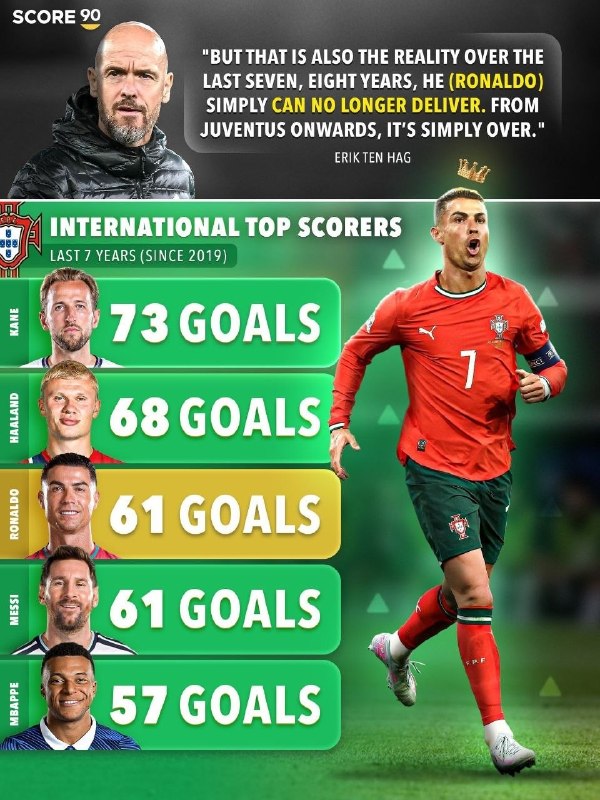 SCORE 90
"BUT THAT IS ALSO THE REALITY OVER THE
LAST SEVEN, EIGHT YEARS, HE (RONALDO)
SIMPLY CAN NO LONGER DELIVER. FROM
JUVENTUS ONWARDS, IT'S SIMPLY OVER."
ERIK TEN HAG
INTERNATIONAL TOP SCORERS
LAST 7 YEARS (SINCE 2019)
KANE
73 GOALS
HAALAND
68 GOALS
RONALDO
61 GOALS
MESSI
61 GOALS
MBAPPE
57 GOALS
7
F.P.F